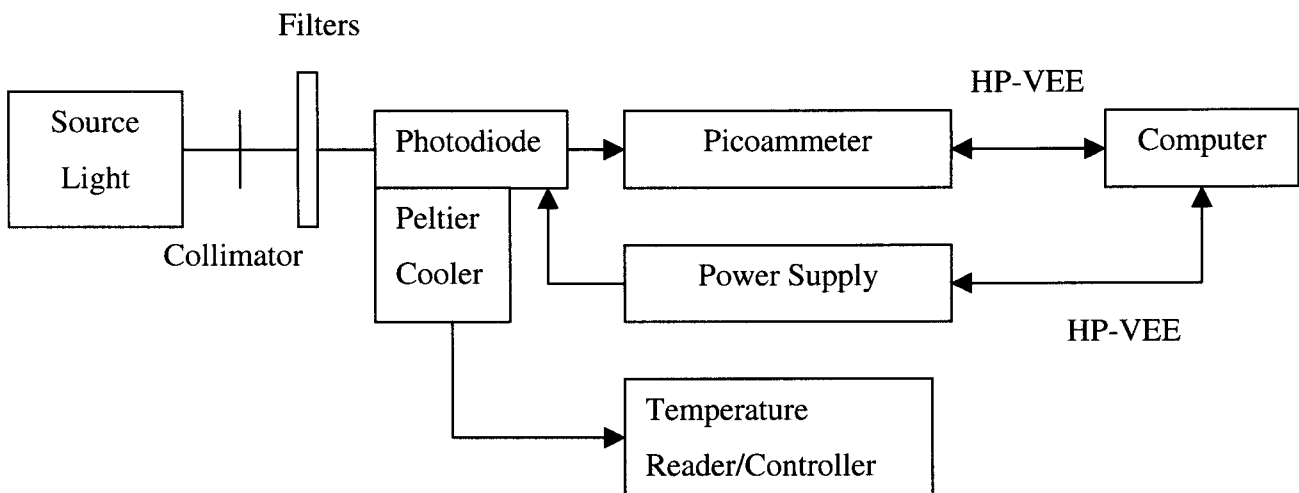 Filters
HP-VEE
Source
Light
Photodiode
Picoammeter
Computer
Collimator
Peltier
Cooler
Power Supply
HP-VEE
Temperature
Reader/Controller